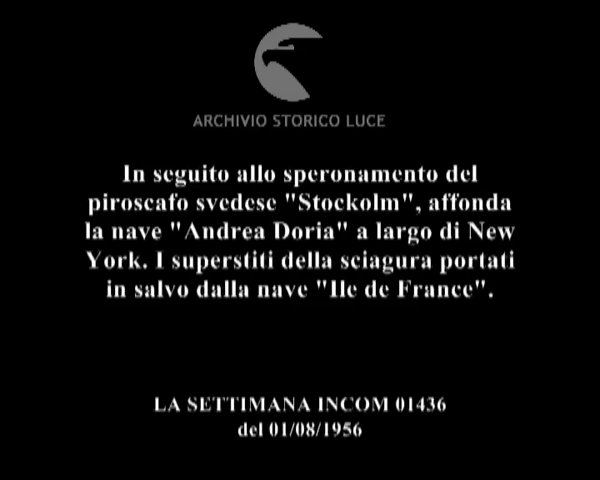 ARCHIVIO STORICO LUCE
In seguito allo speronamento del
piroscafo svedese "Stockolm", affonda
la nave "Andrea Doria" a largo di New
York. I superstiti della sciagura portati
in salvo dalla nave "Ile de France".
LA SETTIMANA INCOM 01436
del 01/08/1956